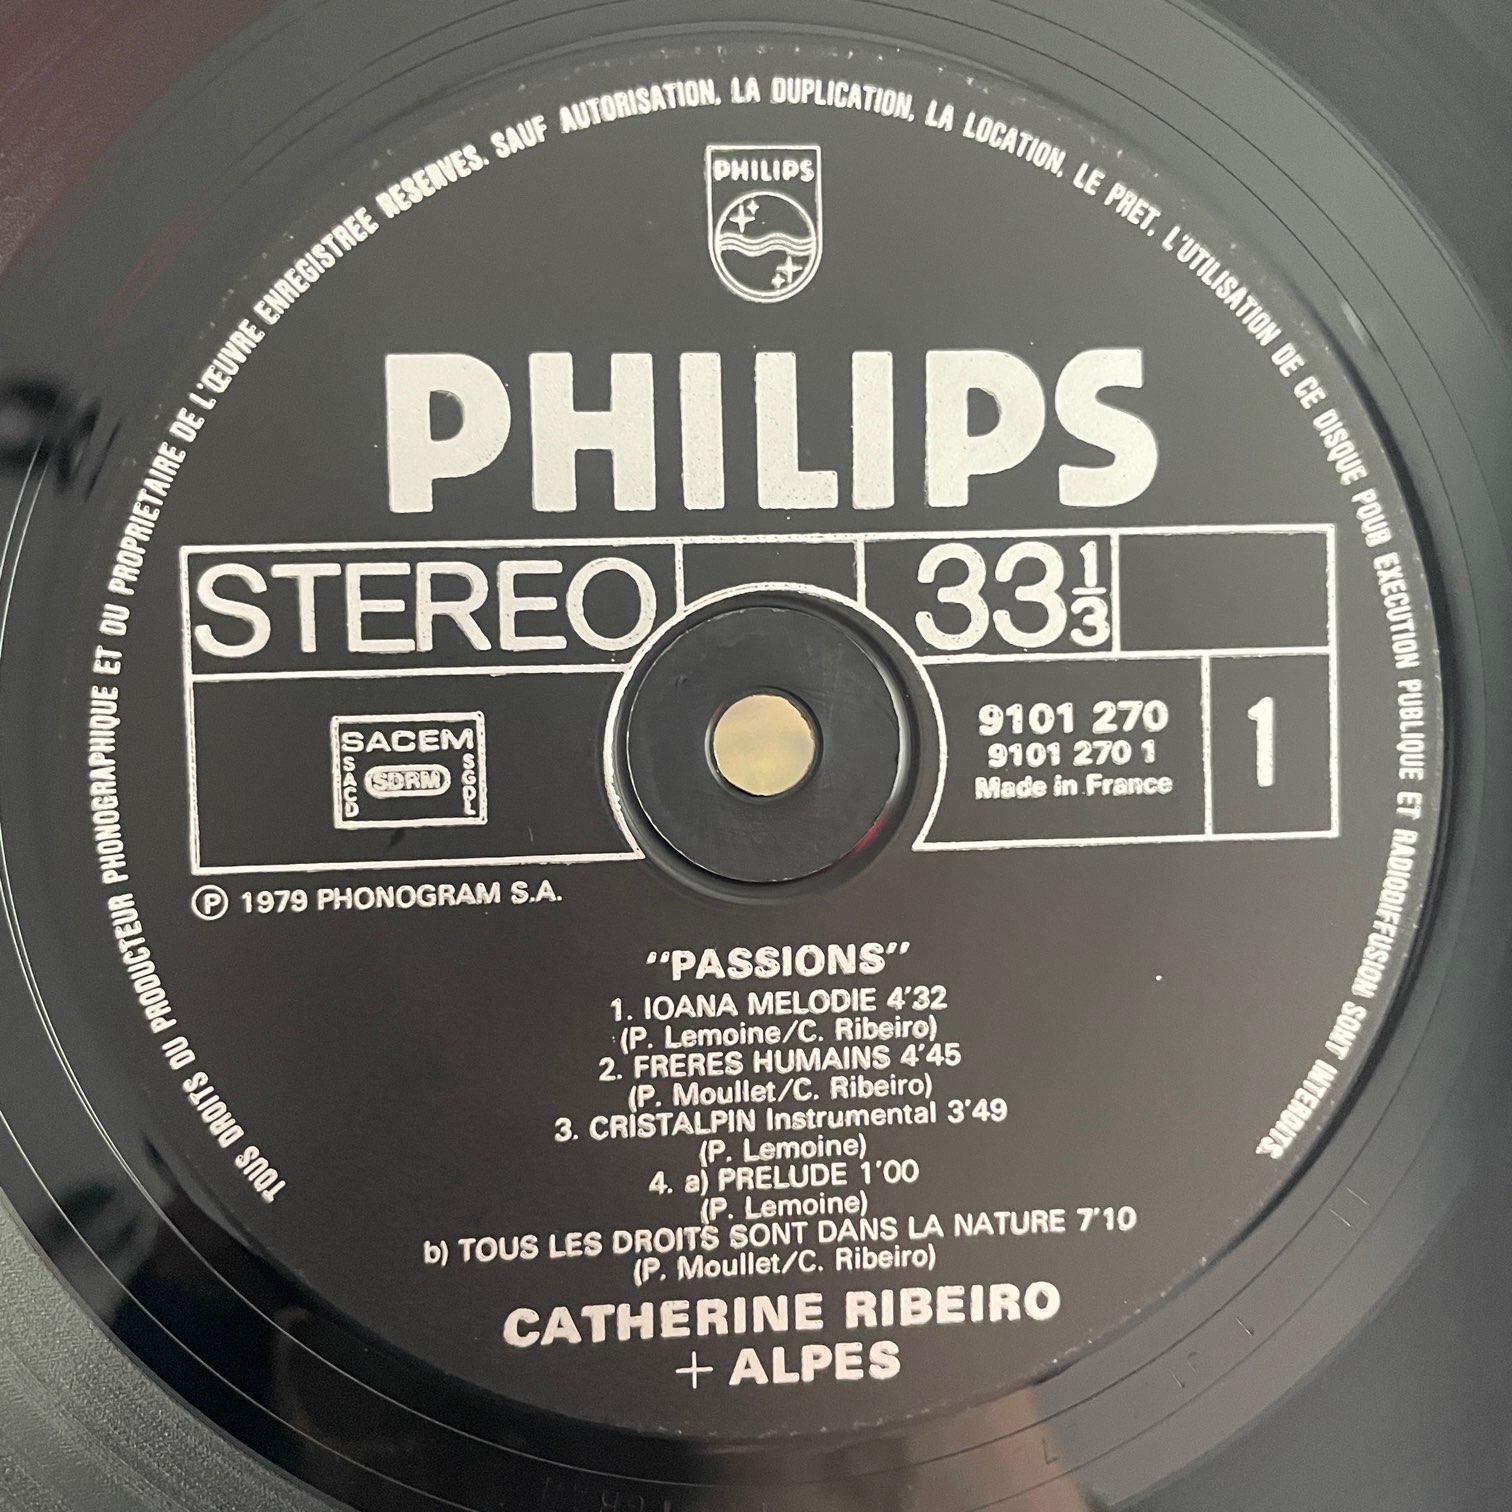 TOUS DROITS DU PRODUCTEUR PHONOGRAPHIQUE ET DU PROPRIETAIRE DE L'ŒUVRE ENREGISTREE RESERVES. SAUF AUTORISATION, LA DUPLICATION, LA LOCATION, LE PRET, L'UTILISATION DE CE DISQUE POUR EXECUTION PUBLIQUE ET RADIODIFFUSION SONT INTERDITS.
PHILIPS
PHILIPS
STEREO
33 1/3
SACEM
SACD
SDRM
SGDL
9101 270
9101 270 1
Made in France
1
Ⓟ 1979 PHONOGRAM S.A.
"PASSIONS"
1. IOANA MELODIE 4'32
(P. Lemoine/C. Ribeiro)
2. FRERES HUMAINS 4'45
(P. Moullet/C. Ribeiro)
3. CRISTALPIN Instrumental 3'49
(P. Lemoine)
4. a) PRELUDE 1'00
(P. Lemoine)
b) TOUS LES DROITS SONT DANS LA NATURE 7'10
(P. Moullet/C. Ribeiro)
CATHERINE RIBEIRO
+ ALPES